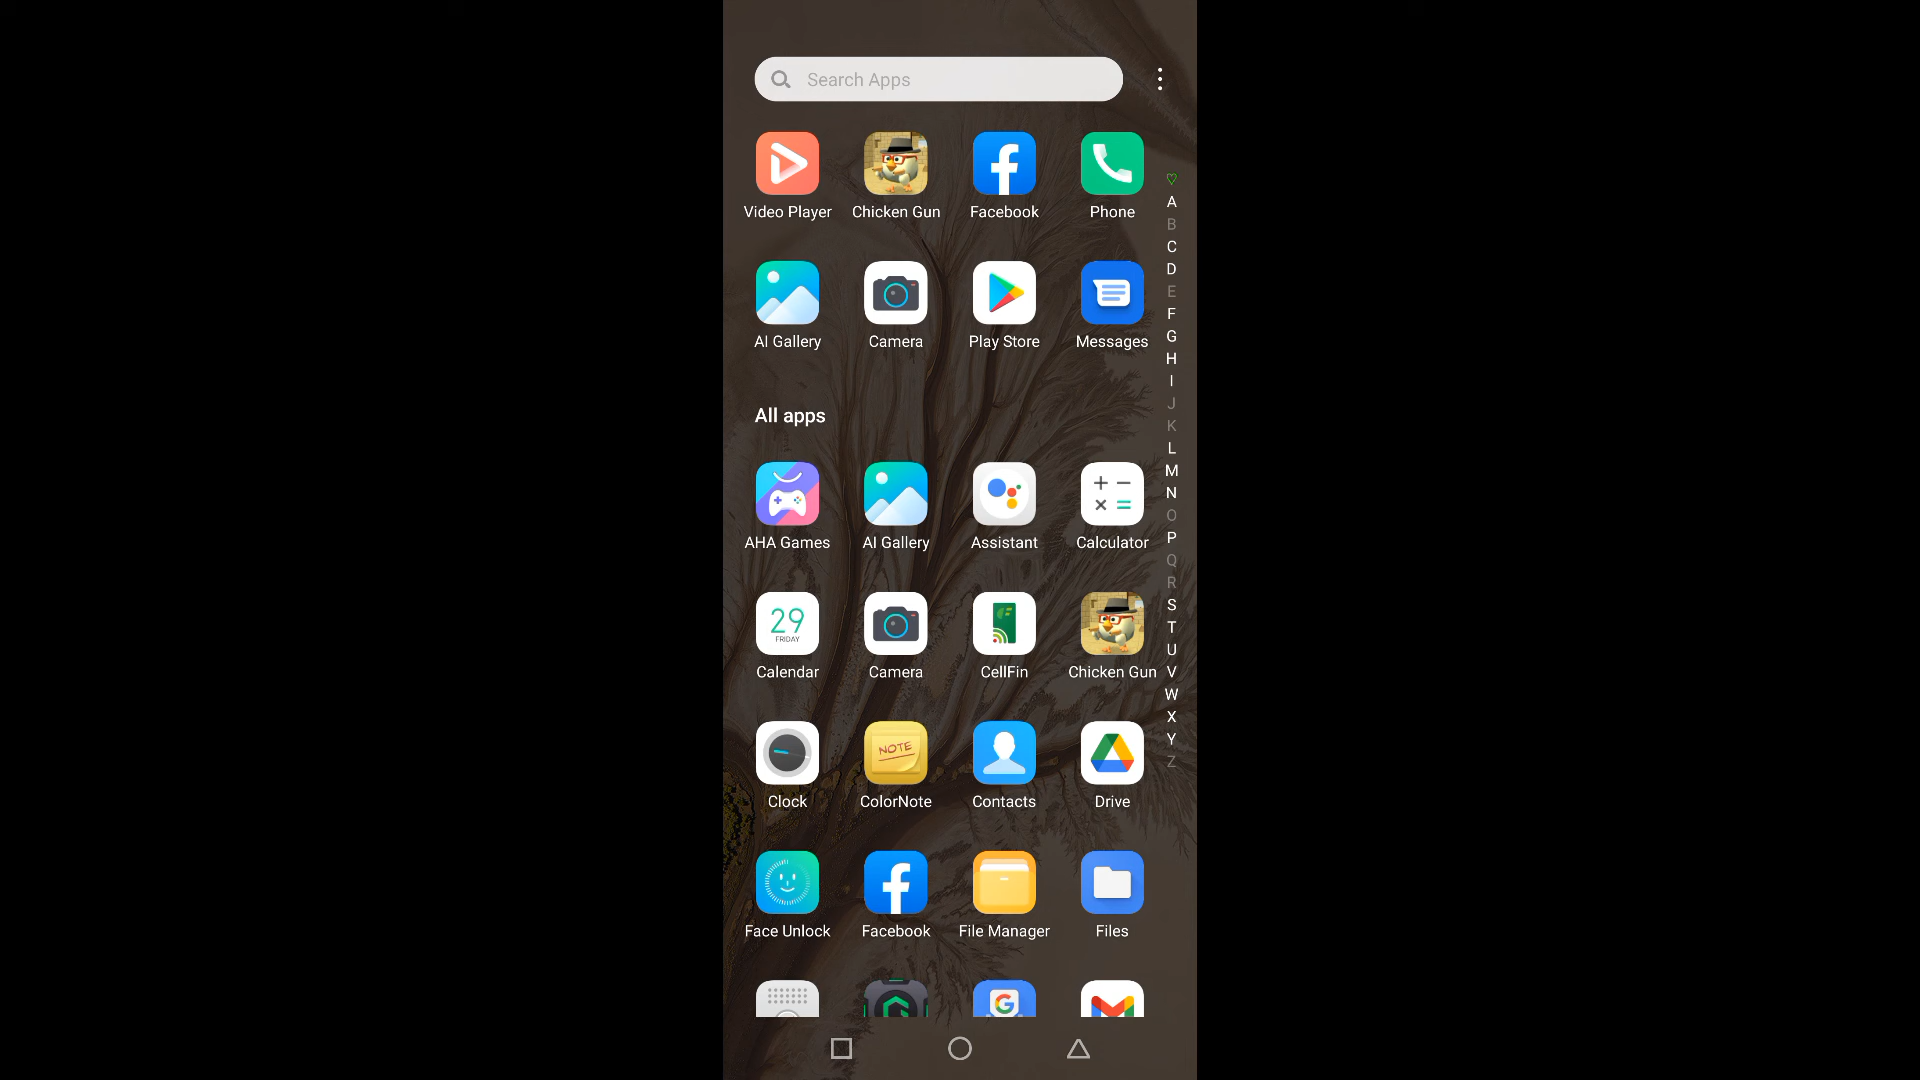 Search Apps
Video Player Chicken Gun Facebook Phone
AI Gallery Camera Play Store Messages
All apps
AHA Games AI Gallery Assistant Calculator
29
FRIDAY
Calendar Camera CellFin Chicken Gun
NOTE
Clock ColorNote Contacts Drive
Face Unlock Facebook File Manager Files
G
A
B
C
D
E
F
G
H
I
J
K
L
M
N
O
P
Q
R
S
T
U
V
W
X
Y
Z